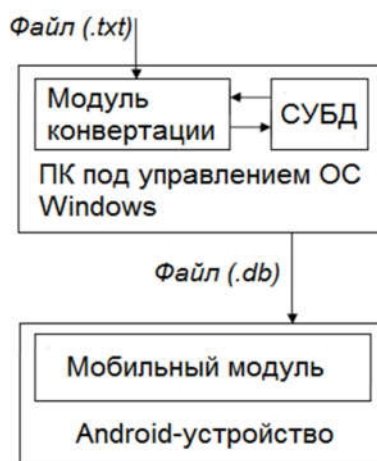 Файл (.txt)
Модуль
конвертации
СУБД
ПК под управлением ОС
Windows
Файл (.db)
Мобильный модуль
Android-устройство